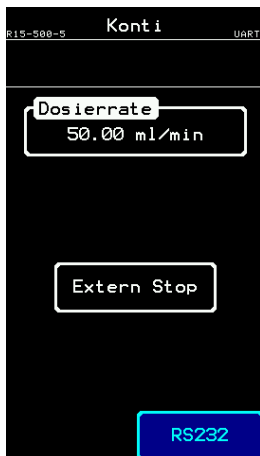 R15-500-5 Konti UART
Dosierrate
50.00 ml/min
Extern Stop
RS232